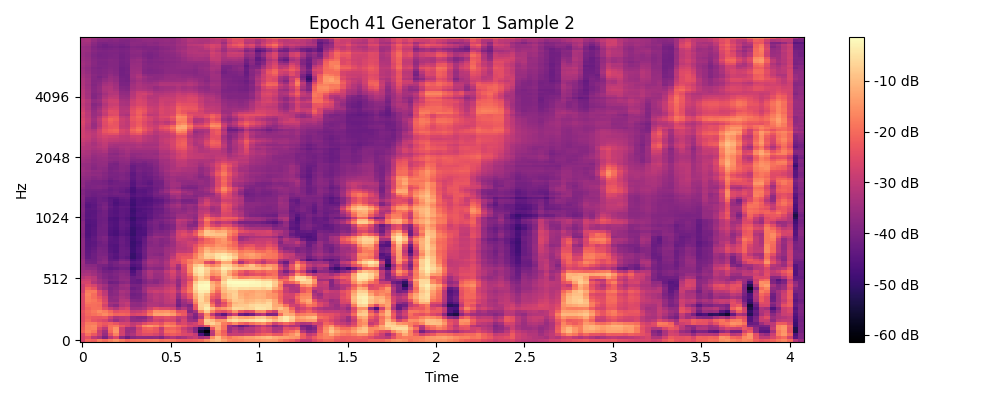 Epoch 41 Generator 1 Sample 2
Hz
4096
2048
1024
512
0
0 0.5 1 1.5 2 2.5 3 3.5 4
Time
-10 dB
-20 dB
-30 dB
-40 dB
-50 dB
-60 dB